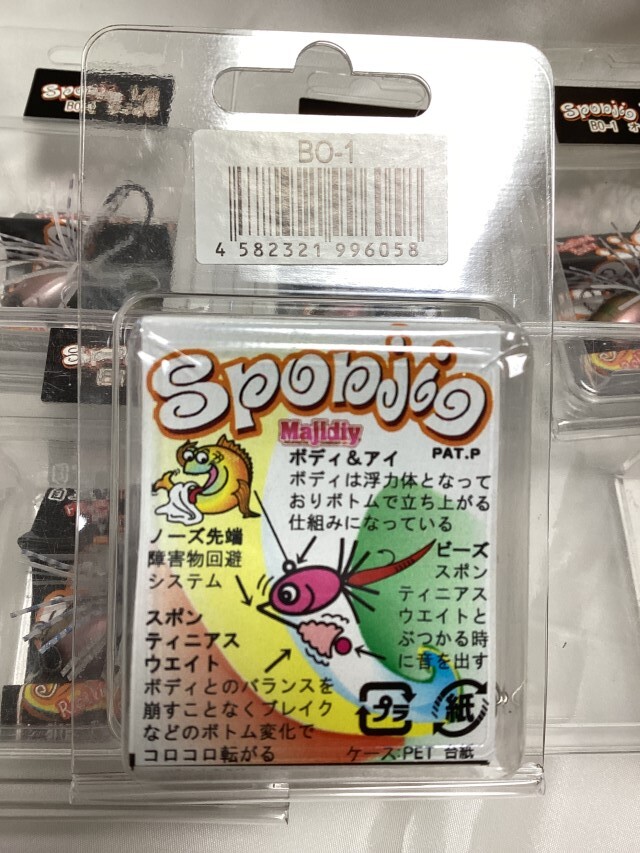 BO-1
4 582321 996058
Sponjio
Majidiy
PAT.P
ボディ＆アイ
ボディは浮力体となって
おりボトムで立ち上がる
仕組みになっている
ノーズ先端
障害物回避
システム
ビーズ
スポン
ティニアス
ウエイトと
ぶつかる時
に音を出す
スポン
ティニアス
ウエイト
ボディとのバランスを
崩すことなくブレイク
などのボトム変化で
コロコロ転がる
プラ
紙
ケース:PET 台紙
BO-1